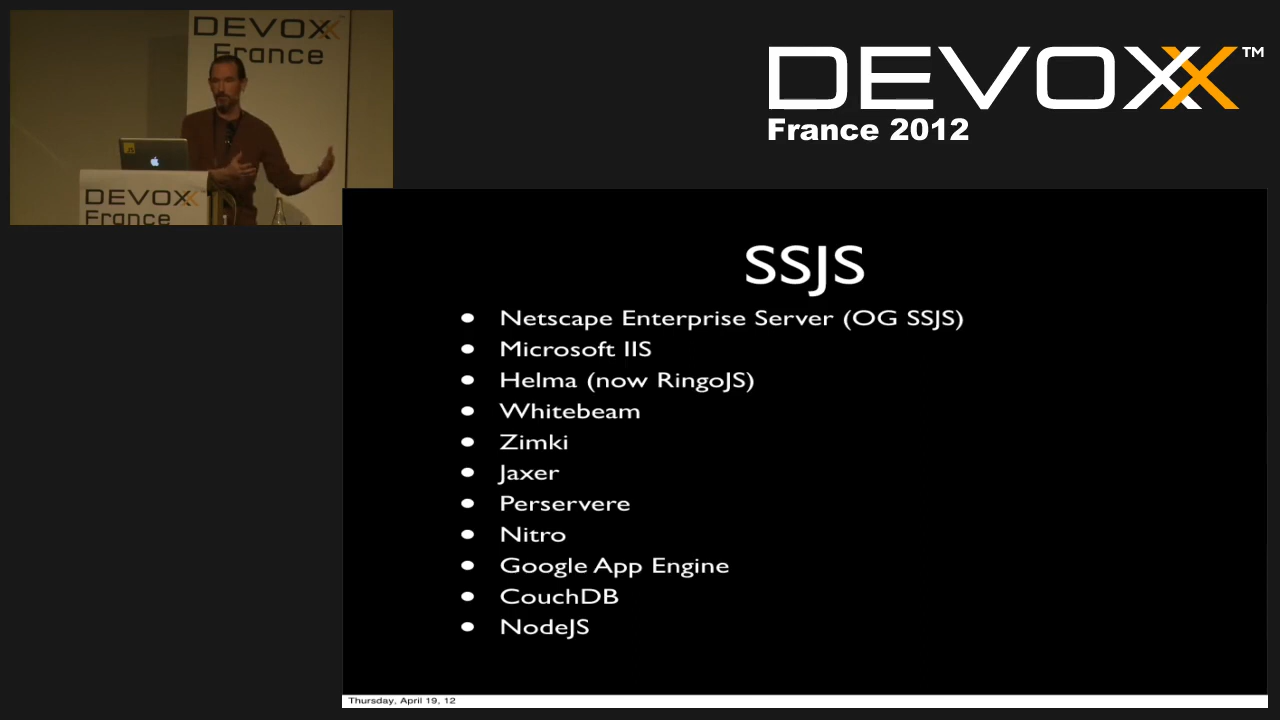 DEVOXX
France
DEVOXX
France
DEVOXX™
France 2012
SSJS
• Netscape Enterprise Server (OG SSJS)
• Microsoft IIS
• Helma (now RingoJS)
• Whitebeam
• Zimki
• Jaxer
• Perservere
• Nitro
• Google App Engine
• CouchDB
• NodeJS
Thursday, April 19, 12